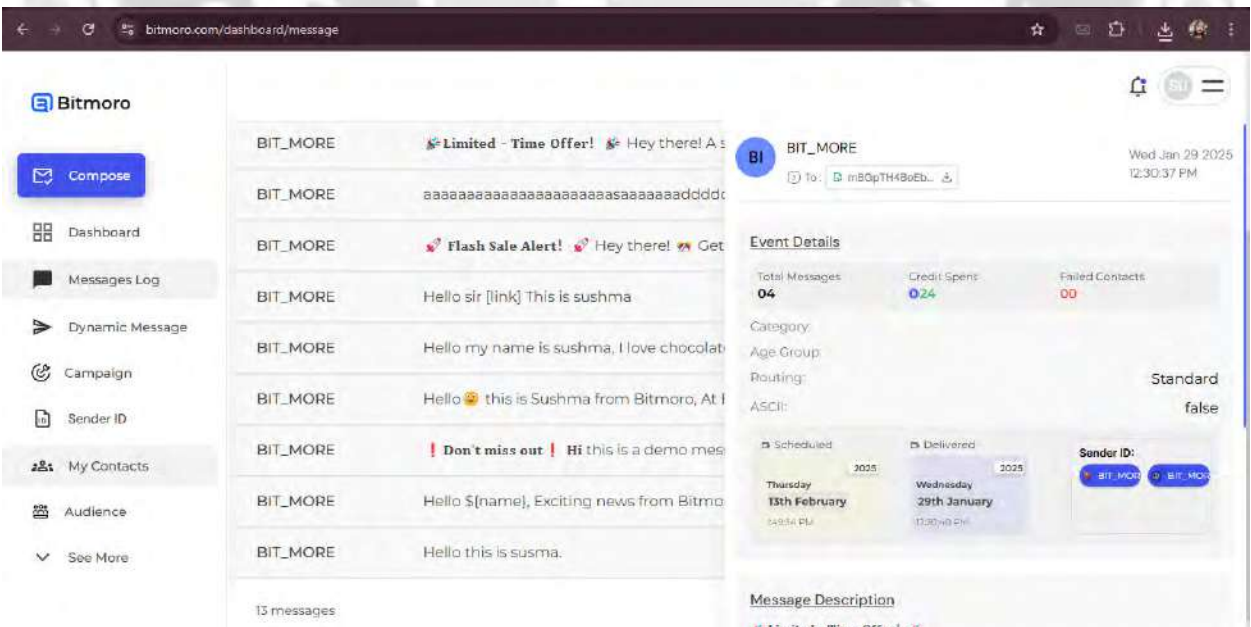 bitmoro.com/dashboard/message
Bitmoro
Compose
Dashboard
Messages Log
Dynamic Message
Campaign
Sender ID
My Contacts
Audience
See More
BIT_MORE 🎉Limited - Time Offer! 🎉 Hey there! A s
BIT_MORE
BIT_MORE 🚀 Flash Sale Alert! 🚀 Hey there! Get
BIT_MORE Hello sir [link] This is sushma
BIT_MORE Hello my name is sushma, I love chocolat
BIT_MORE Hello😀 this is Sushma from Bitmoro, At
BIT_MORE ❗Don't miss out❗ Hi this is a demo mes
BIT_MORE Hello ${name}, Exciting news from Bitmo
BIT_MORE Hello this is susma.
13 messages
BI BIT_MORE
Wed Jan 29 2025
12:30:37 PM
To:
Event Details
Total Messages Credit Spent Failed Contacts
04 024 00
Category:
Age Group:
Routing: Standard
ASCII: false
Scheduled
2025
Thursday
13th February
Delivered
2025
Wednesday
29th January
Sender ID:
BIT_MOR BIT_MOR
Message Description